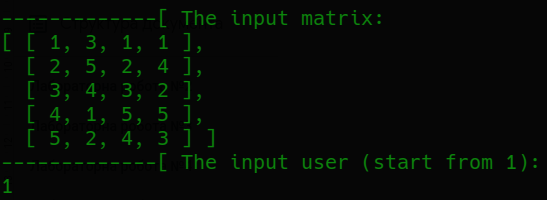 -------------[ The input matrix:
[ [ 1, 3, 1, 1 ],
  [ 2, 5, 2, 4 ],
  [ 3, 4, 3, 2 ],
  [ 4, 1, 5, 5 ],
  [ 5, 2, 4, 3 ] ]
-------------[ The input user (start from 1):
1